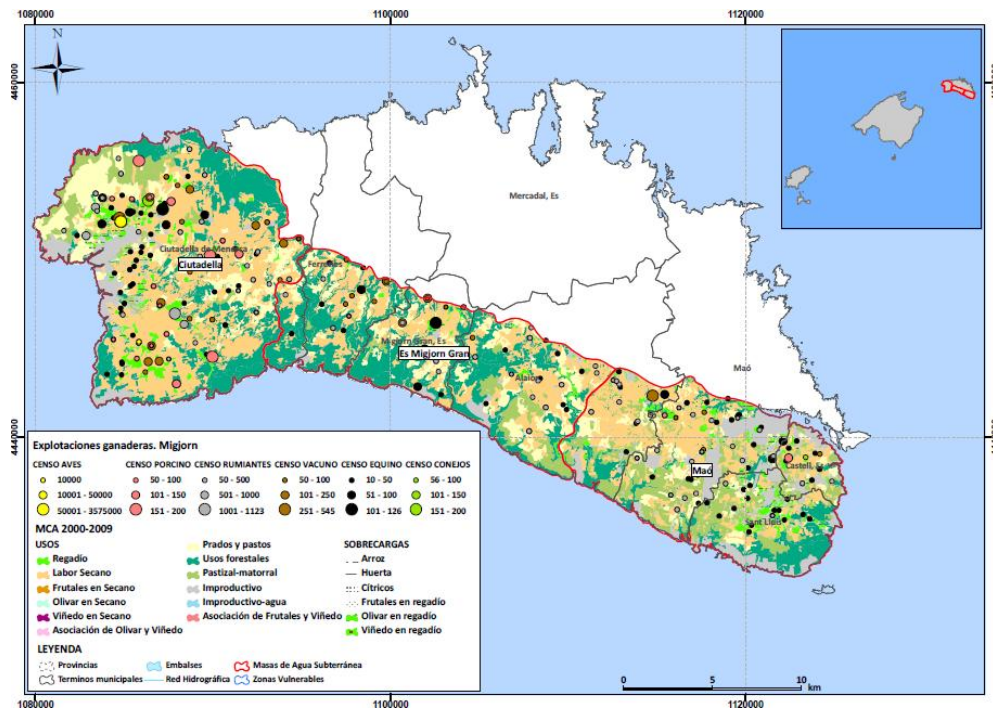 1080000 1100000 1120000
N
4460000
Mercadal, Es
Ciutadella de Menorca
Ciutadella
Ferreries
Migjorn Gran, Es
Es Migjorn Gran
Alaior
Maó
4440000
Maó
Castell, Es
Sant Lluís
Explotaciones ganaderas. Migjorn
CENSO AVES CENSO PORCINO CENSO RUMIANTES CENSO VACUNO CENSO EQUINO CENSO CONEJOS
10000 50 - 100 50 - 500 50 - 100 10 - 50 56 - 100
10001 - 50000 101 - 150 501 - 1000 101 - 250 51 - 100 101 - 150
50001 - 3575000 151 - 200 1001 - 1123 251 - 545 101 - 126 151 - 200
MCA 2000-2009
USOS SOBRECARGAS
Regadío Prados y pastos Arroz
Labor Secano Usos forestales Huerta
Frutales en Secano Pastizal-matorral Cítricos
Olivar en Secano Improductivo Frutales en regadío
Viñedo en Secano Improductivo-agua Olivar en regadío
Asociación de Olivar y Viñedo Asociación de Frutales y Viñedo Viñedo en regadío
LEYENDA
Provincias Embalses Masas de Agua Subterránea
Terminos municipales Red Hidrográfica Zonas Vulnerables
0 5 10
km
1080000 1100000 1120000